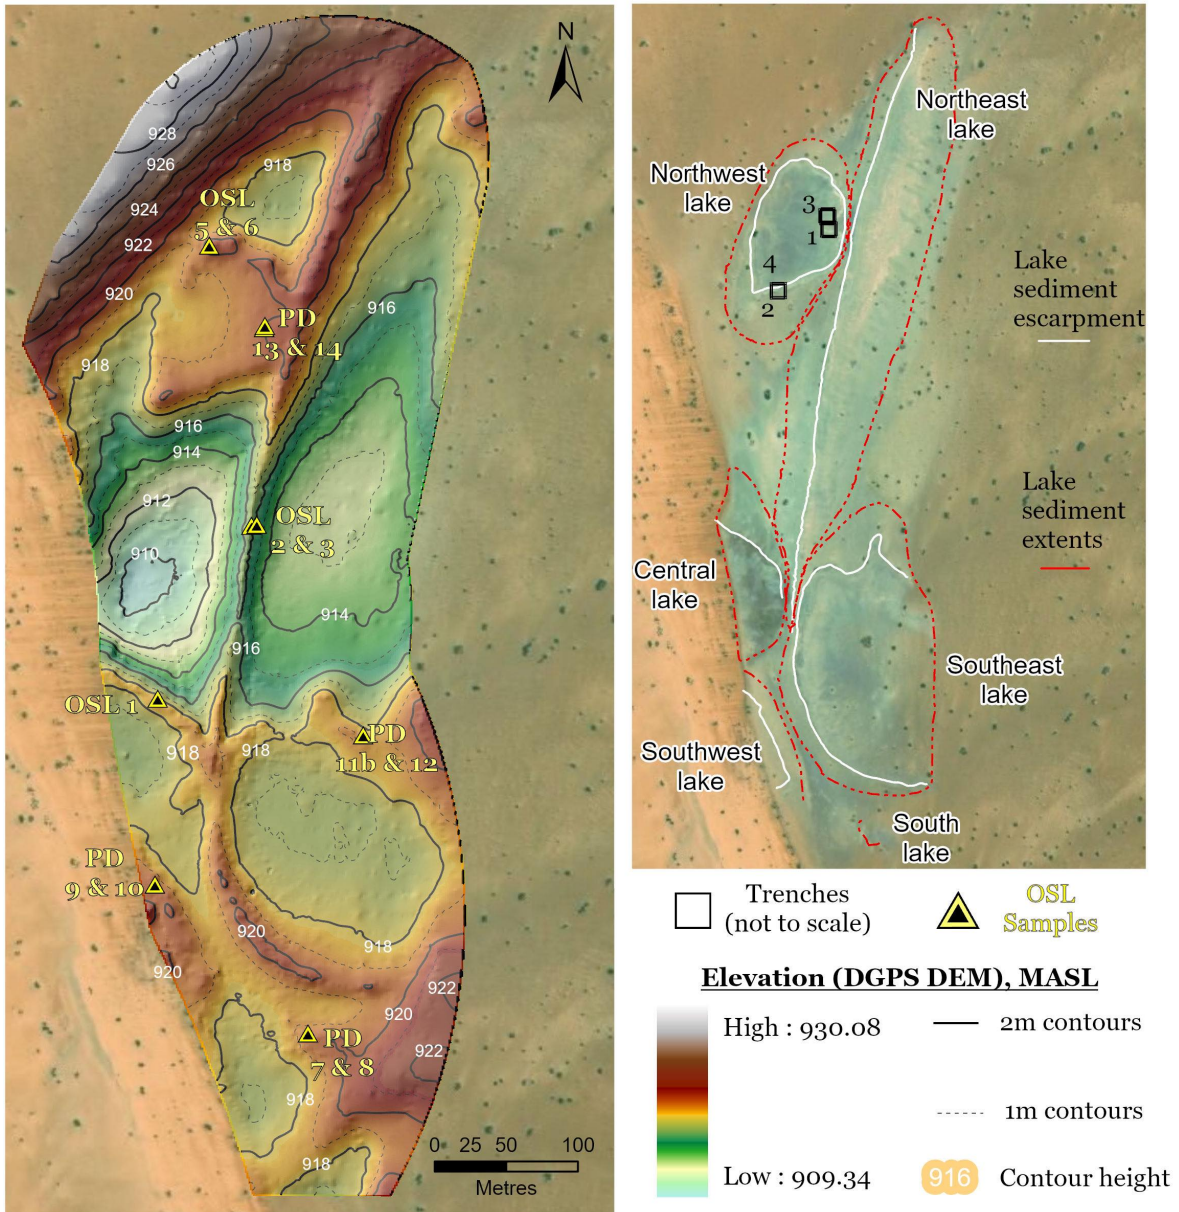 N
928
926
924
922
920
918
918
OSL
5 & 6
916
PD
13 & 14
916
914
912
910
OSL
2 & 3
914
916
OSL 1
918
918
PD
11b & 12
PD
9 & 10
920
918
920
922
920
922
PD
7 & 8
918
918
0 25 50 100
Metres
Northeast
lake
Northwest
lake
3
1
4
2
Lake
sediment
escarpment
Lake
sediment
extents
Central
lake
Southeast
lake
Southwest
lake
South
lake
Trenches
(not to scale)
OSL
Samples
Elevation (DGPS DEM), MASL
High : 930.08
2m contours
1m contours
Low : 909.34
916
Contour height